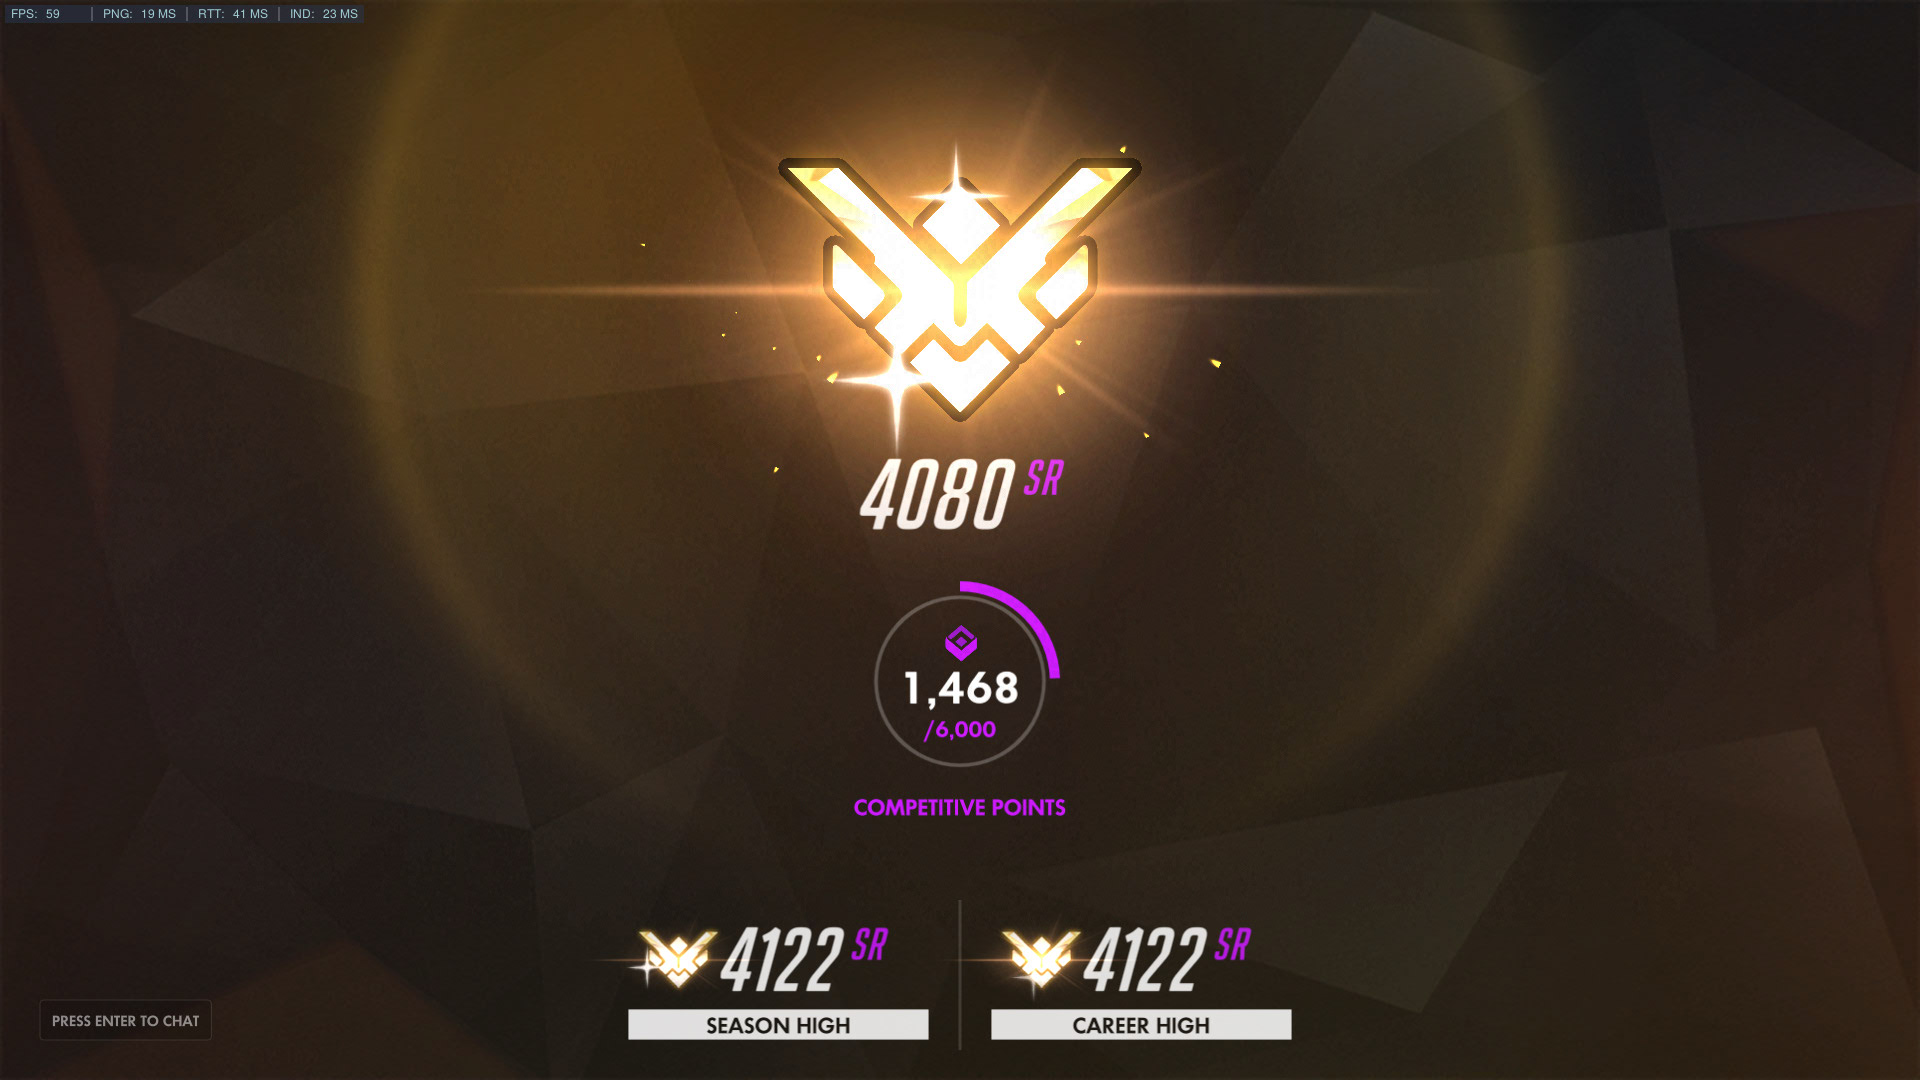 FPS: 59 | PNG: 19 MS | RTT: 41 MS | IND: 23 MS
4080 SR
1,468
/6,000
COMPETITIVE POINTS
4122 SR
SEASON HIGH
4122 SR
CAREER HIGH
PRESS ENTER TO CHAT